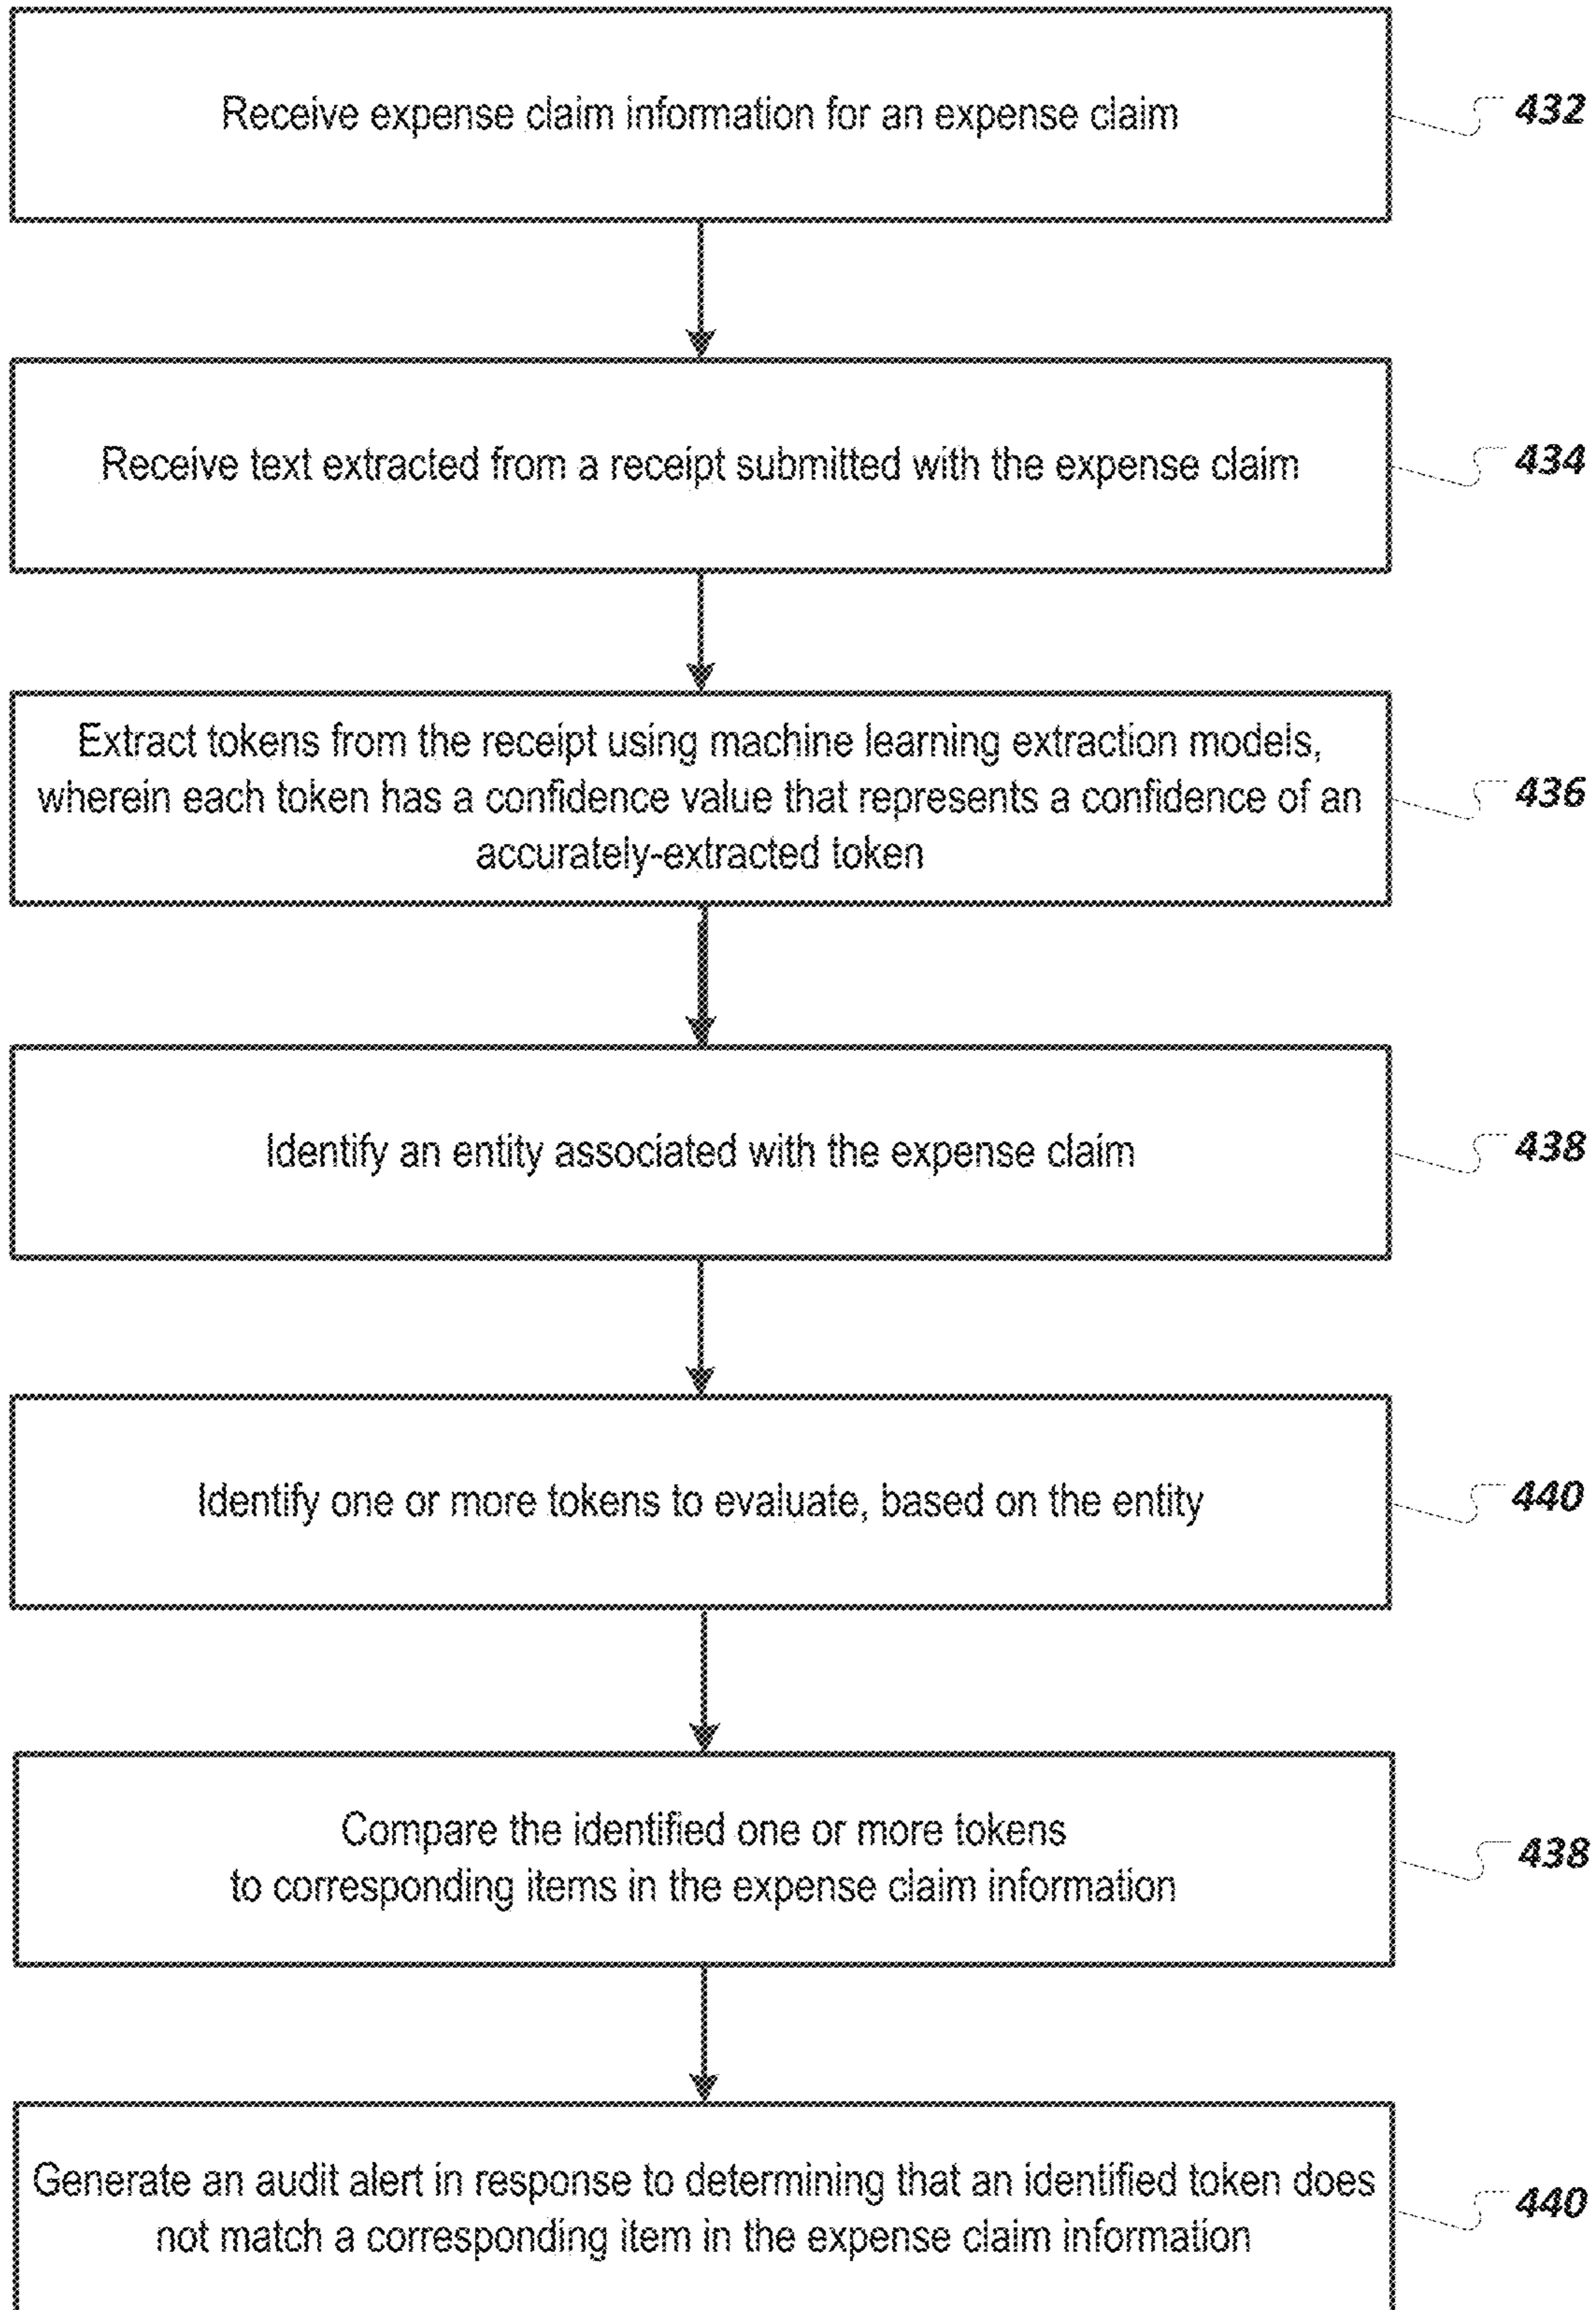 Receive expense claim information for an expense claim
432
Receive text extracted from a receipt submitted with the expense claim
434
Extract tokens from the receipt using machine learning extraction models,
wherein each token has a confidence value that represents a confidence of an
accurately-extracted token
436
Identify an entity associated with the expense claim
438
Identify one or more tokens to evaluate, based on the entity
440
Compare the identified one or more tokens
to corresponding items in the expense claim information
438
Generate an audit alert in response to determining that an identified token does
not match a corresponding item in the expense claim information
440